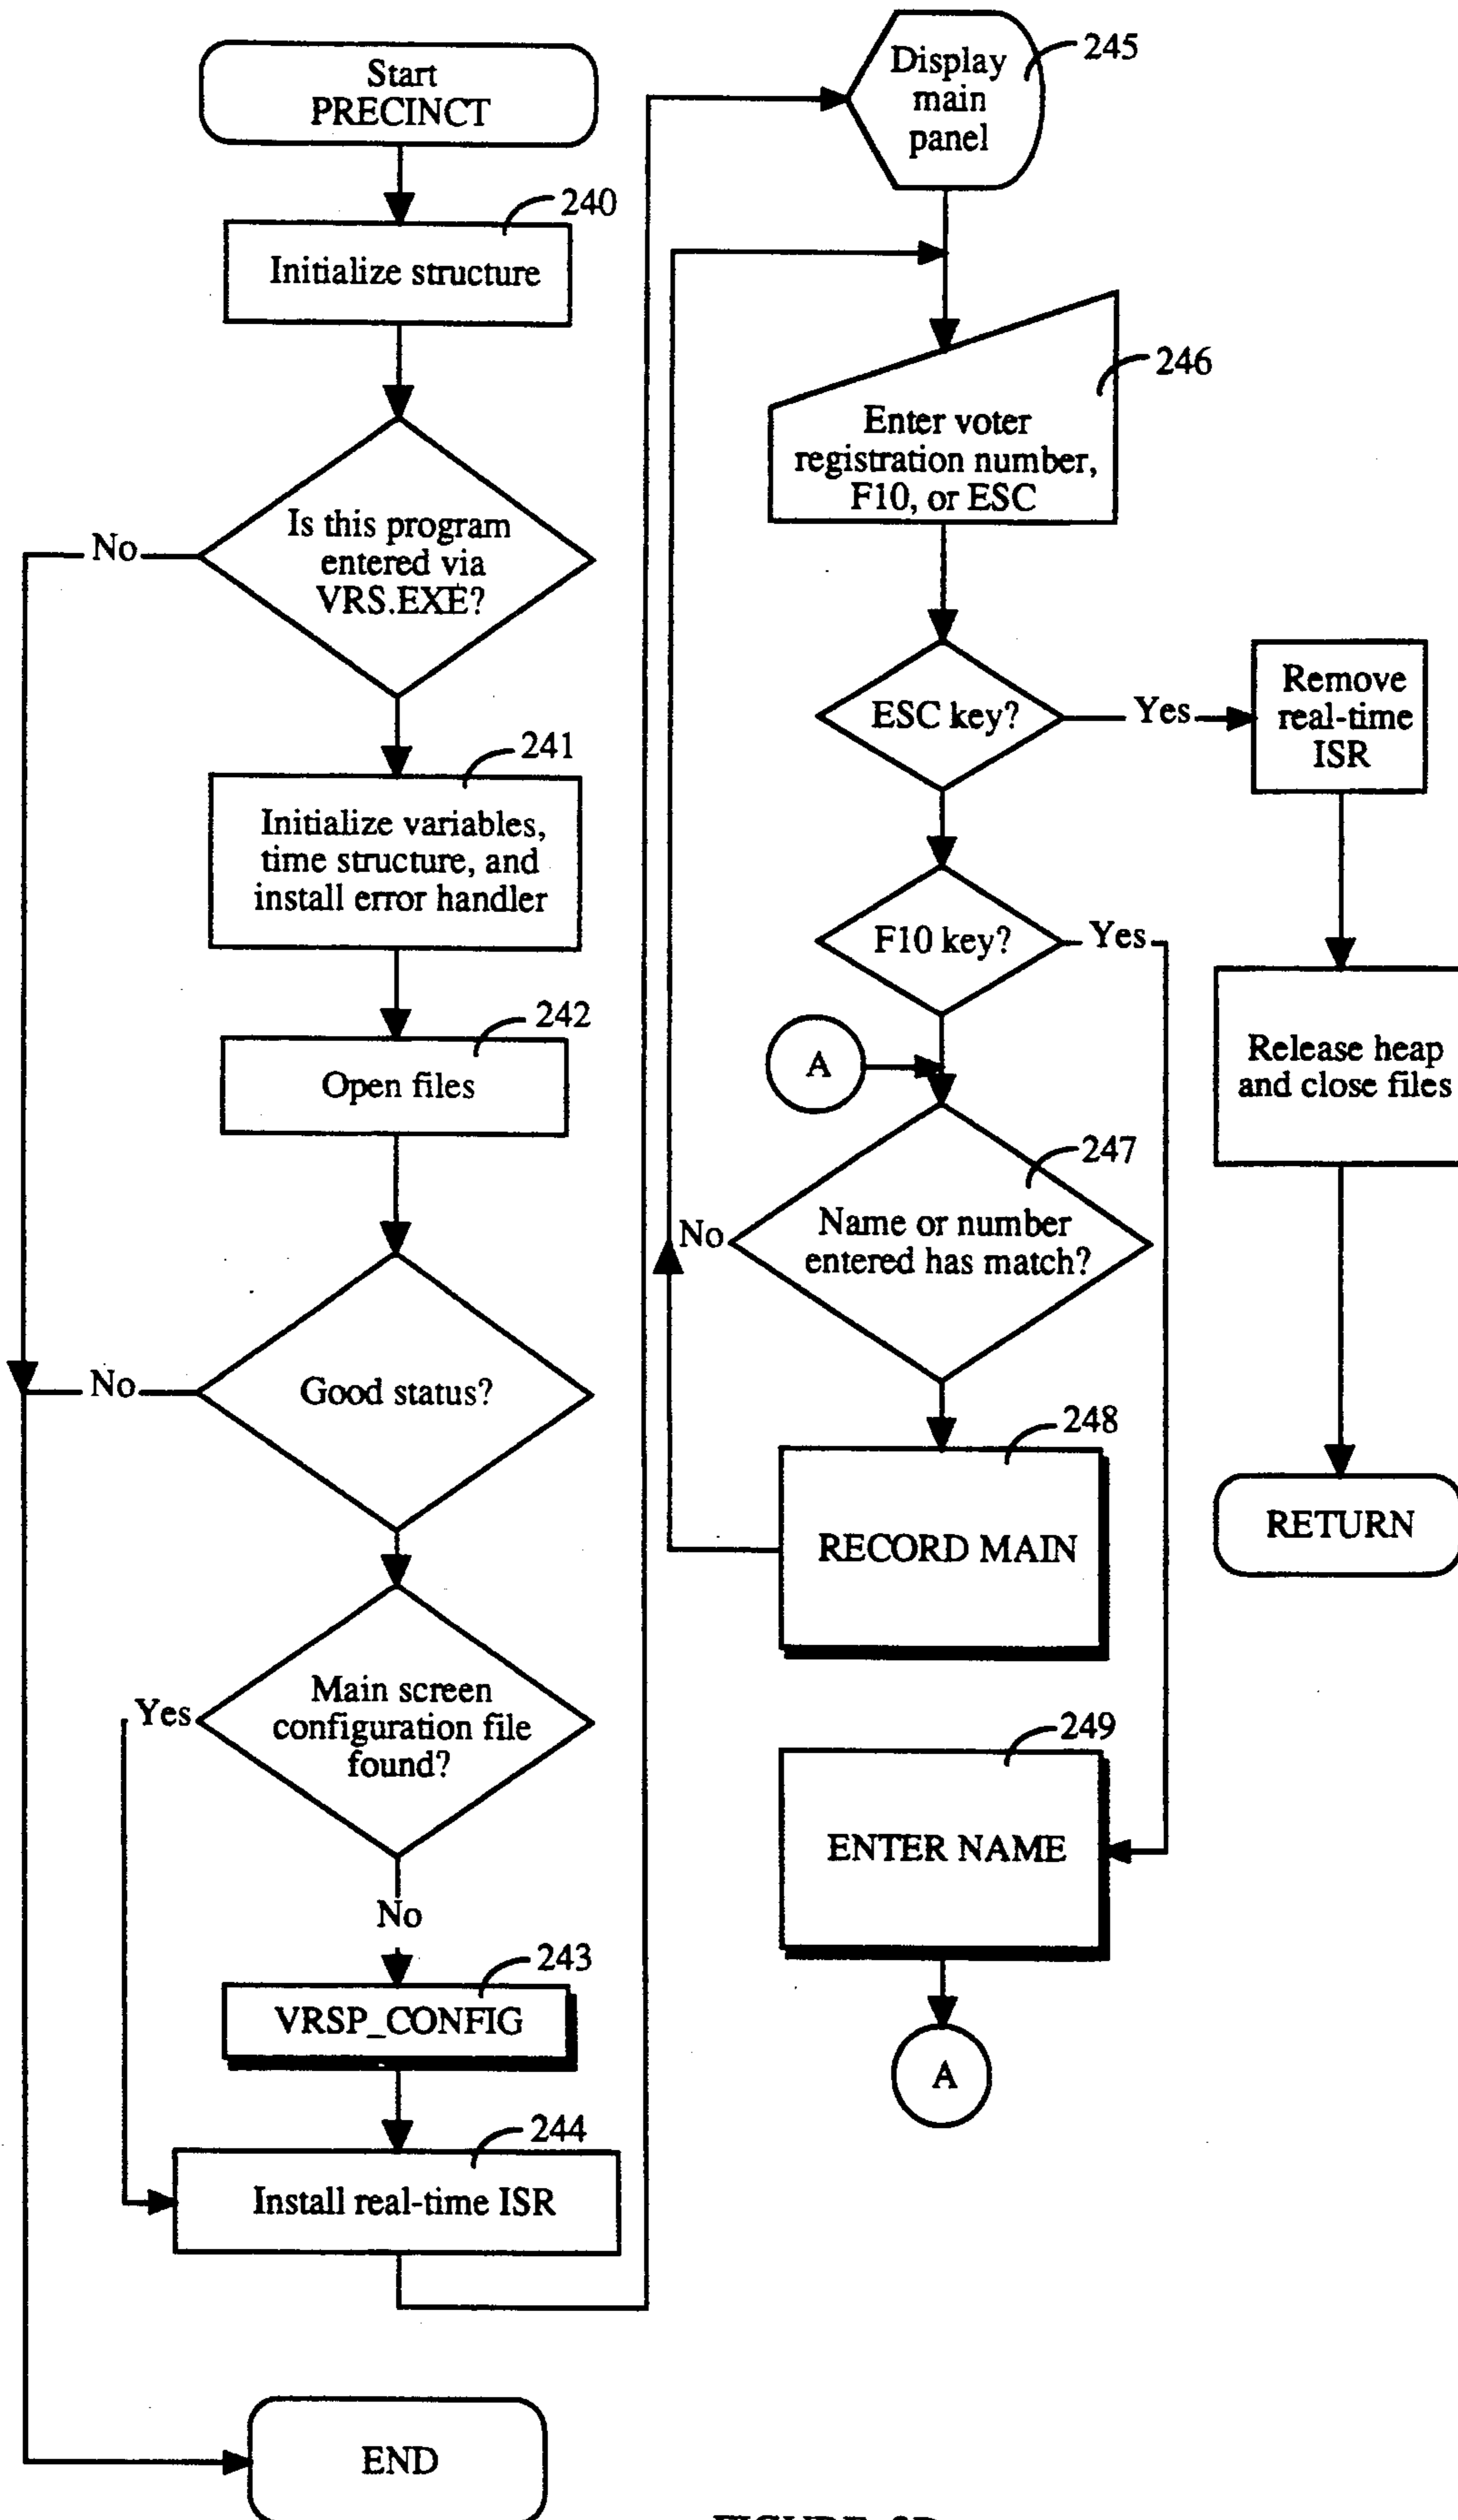 Start
PRECINCT
240
Initialize structure
Is this program
entered via
VRS.EXE?
No
241
Initialize variables,
time structure, and
install error handler
242
Open files
Good status?
No
Main screen
configuration file
found?
Yes
No
243
VRSP_CONFIG
244
Install real-time ISR
END
Display
main
panel
245
246
Enter voter
registration number,
F10, or ESC
ESC key?
Yes
Remove
real-time
ISR
F10 key?
Yes
A
Release heap
and close files
247
Name or number
entered has match?
No
248
RECORD MAIN
RETURN
249
ENTER NAME
A